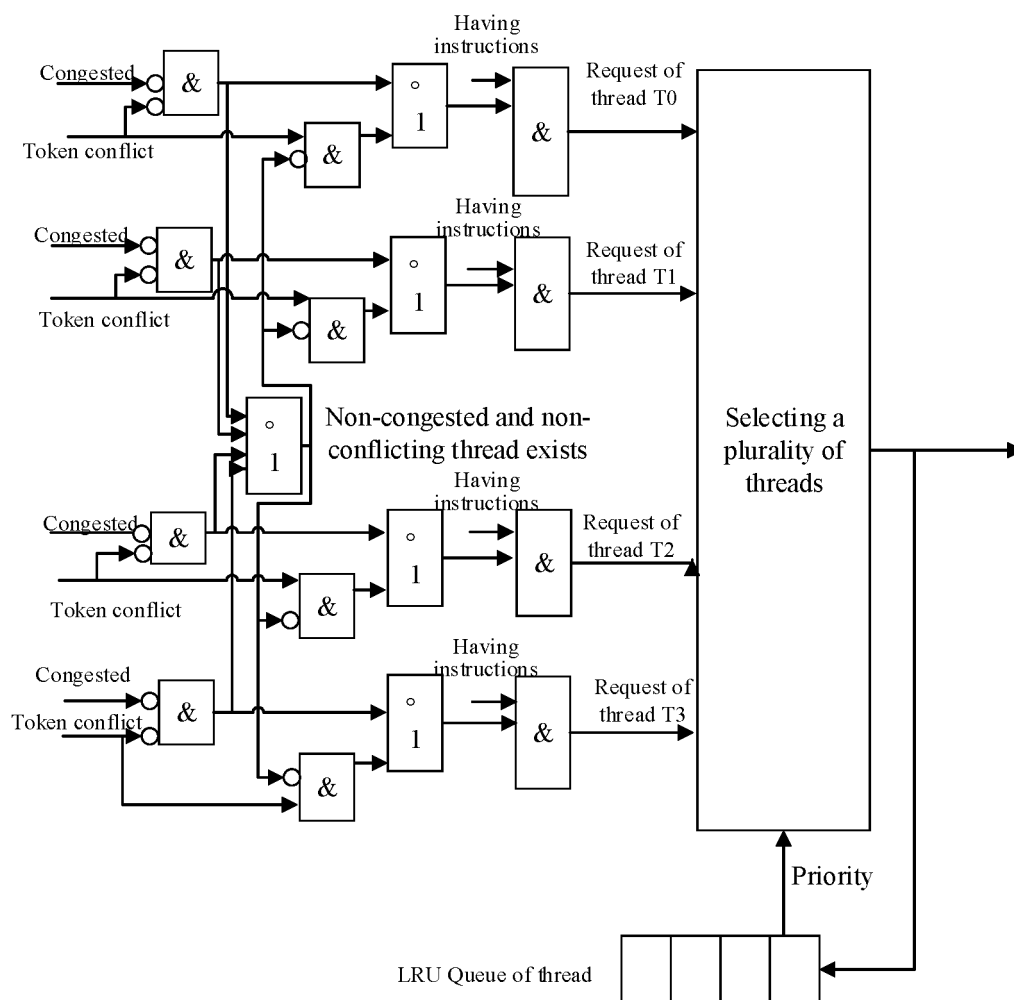 Having
instructions
Congested
&
°
1
&
Request of
thread T0
Token conflict
&
Having
instructions
Congested
&
°
1
&
Request of
thread T1
Token conflict
&
°
1
Non-congested and non-
conflicting thread exists
Selecting a
plurality of
threads
Having
instructions
Congested
&
°
1
&
Request of
thread T2
Token conflict
&
Having
instructions
Congested
Token conflict
&
°
1
&
Request of
thread T3
&
Priority
LRU Queue of thread